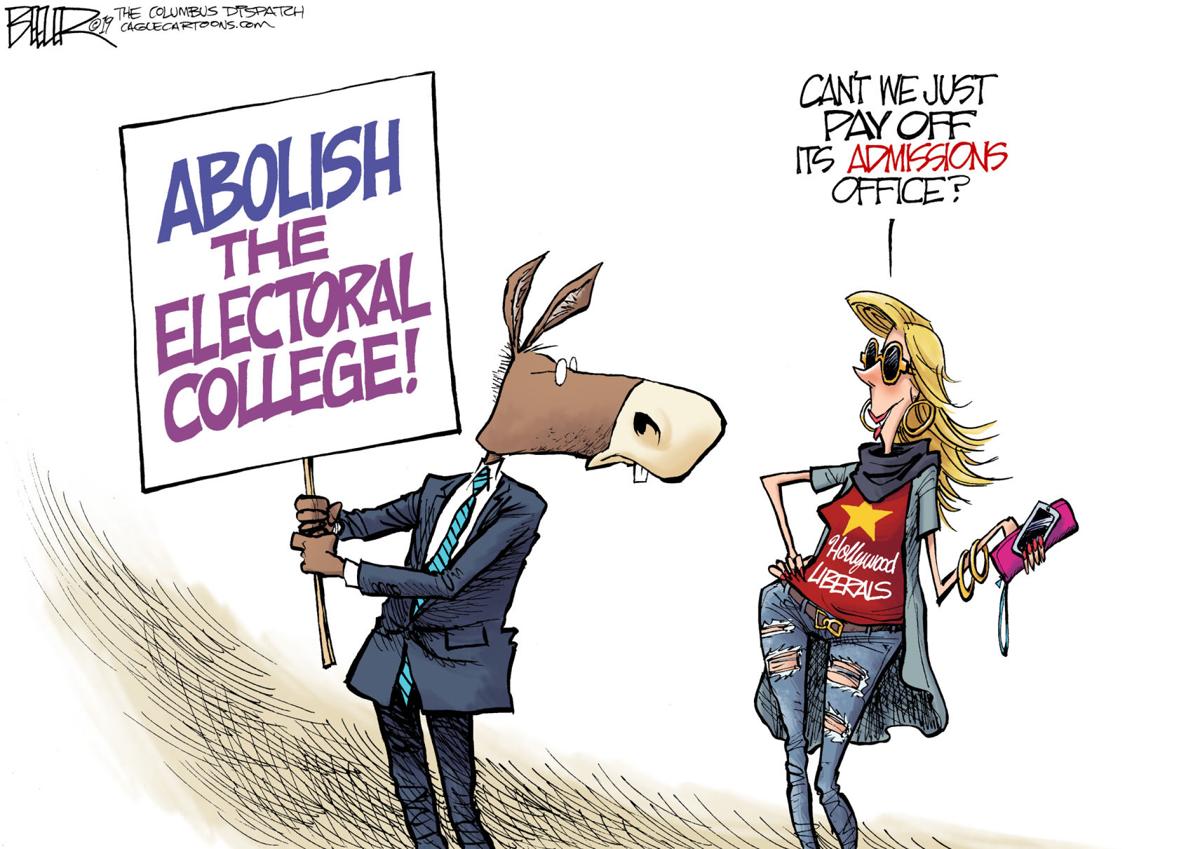 BEELER ©19 THE COLUMBUS DISPATCH
CAGLECARTOONS.COM
ABOLISH
THE
ELECTORAL
COLLEGE!
CAN'T WE JUST
PAY OFF
ITS ADMISSIONS
OFFICE?
Hollywood
LIBERALS